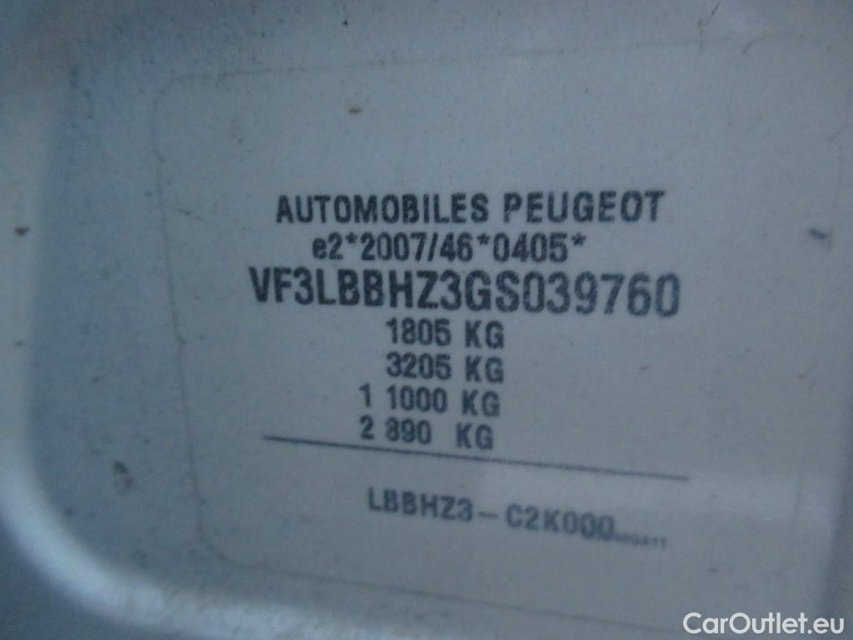 AUTOMOBILES PEUGEOT
e2*2007/46*0405*
VF3LBBHZ3GS039760
1805 KG
3205 KG
1 1000 KG
2 890 KG
LBBHZ3-C2K000
CarOutlet.eu